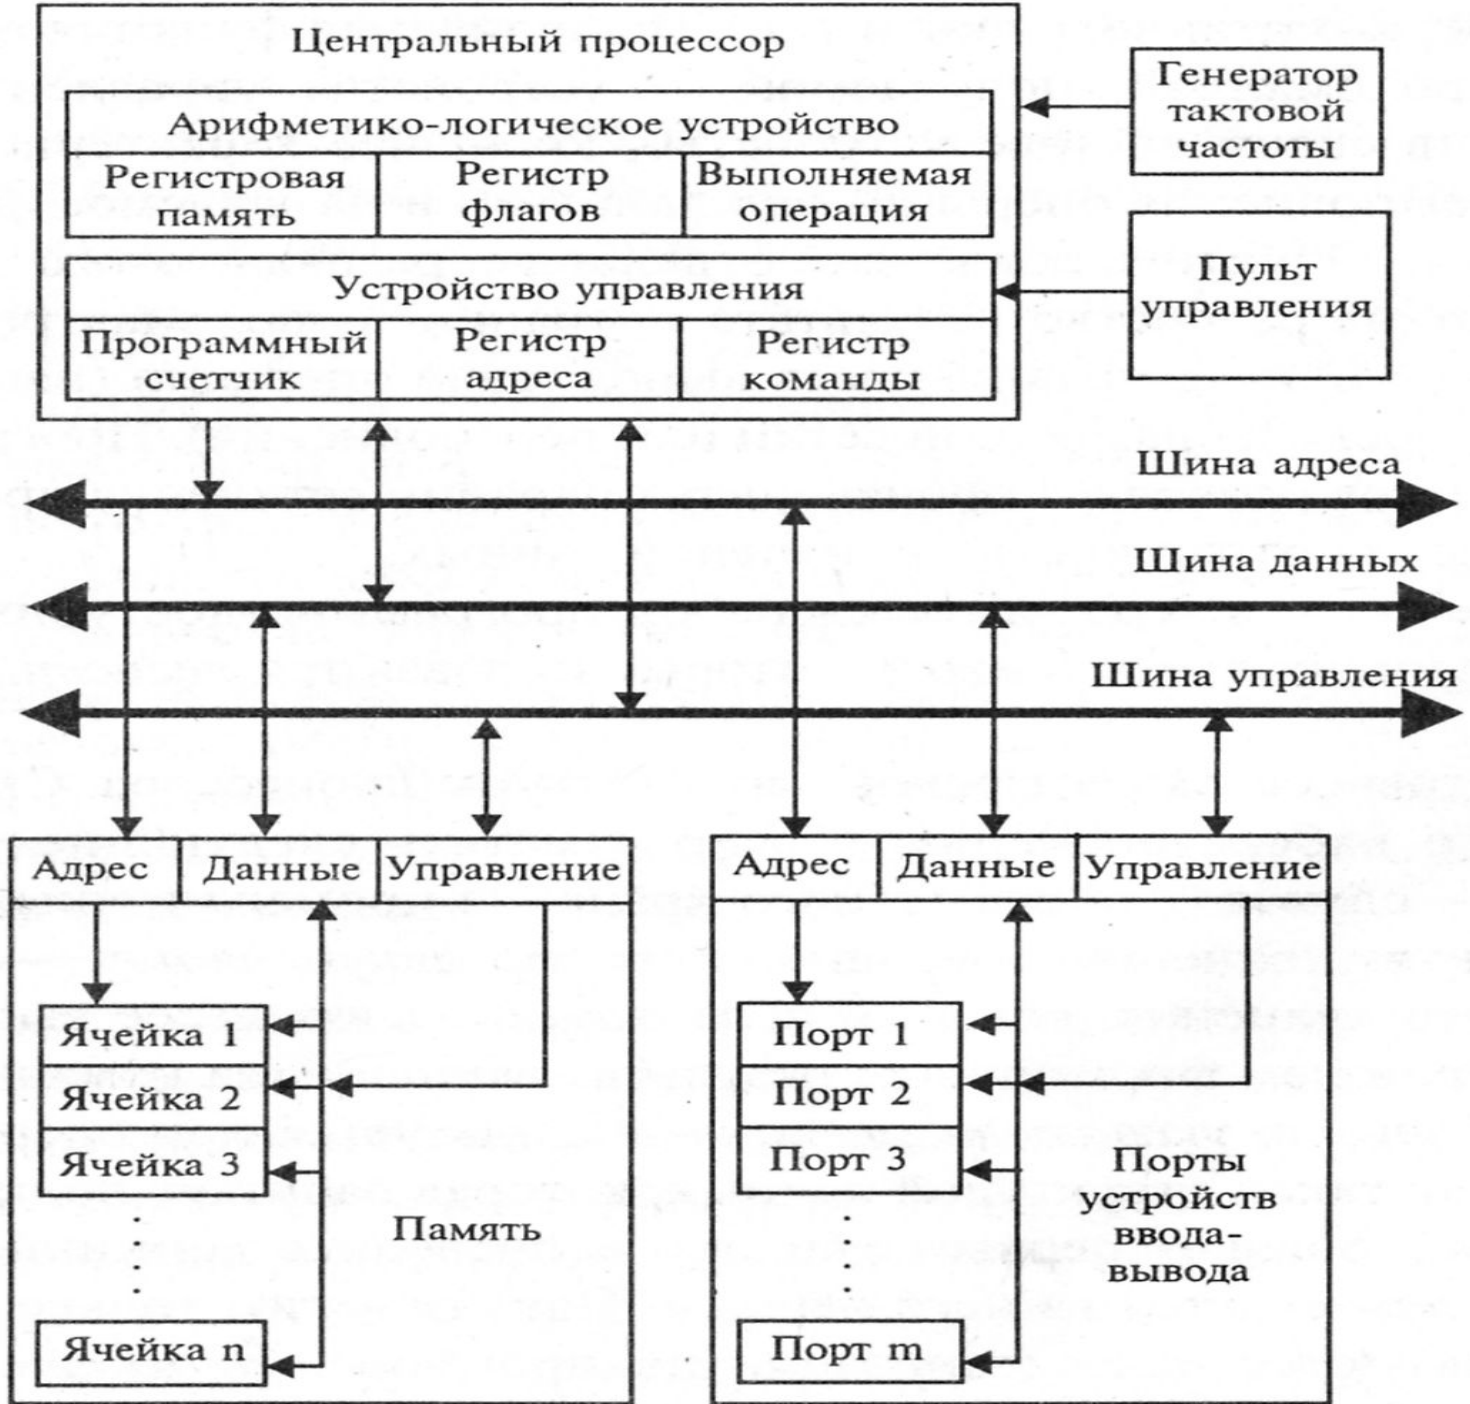 Центральный процессор
Арифметико-логическое устройство
Регистровая
память
Регистр
флагов
Выполняемая
операция
Устройство управления
Программный
счетчик
Регистр
адреса
Регистр
команды
Генератор
тактовой
частоты
Пульт
управления
Шина адреса
Шина данных
Шина управления
Адрес
Данные
Управление
Ячейка 1
Ячейка 2
Ячейка 3
Память
Ячейка n
Адрес
Данные
Управление
Порт 1
Порт 2
Порт 3
Порты
устройств
ввода-
вывода
Порт m